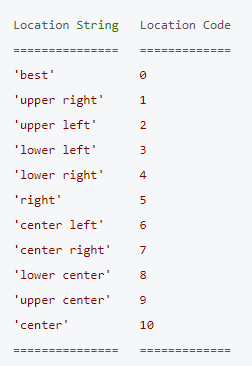 Location String   Location Code
===============   =============
'best'            0
'upper right'     1
'upper left'      2
'lower left'      3
'lower right'     4
'right'           5
'center left'     6
'center right'    7
'lower center'    8
'upper center'    9
'center'          10
===============   =============